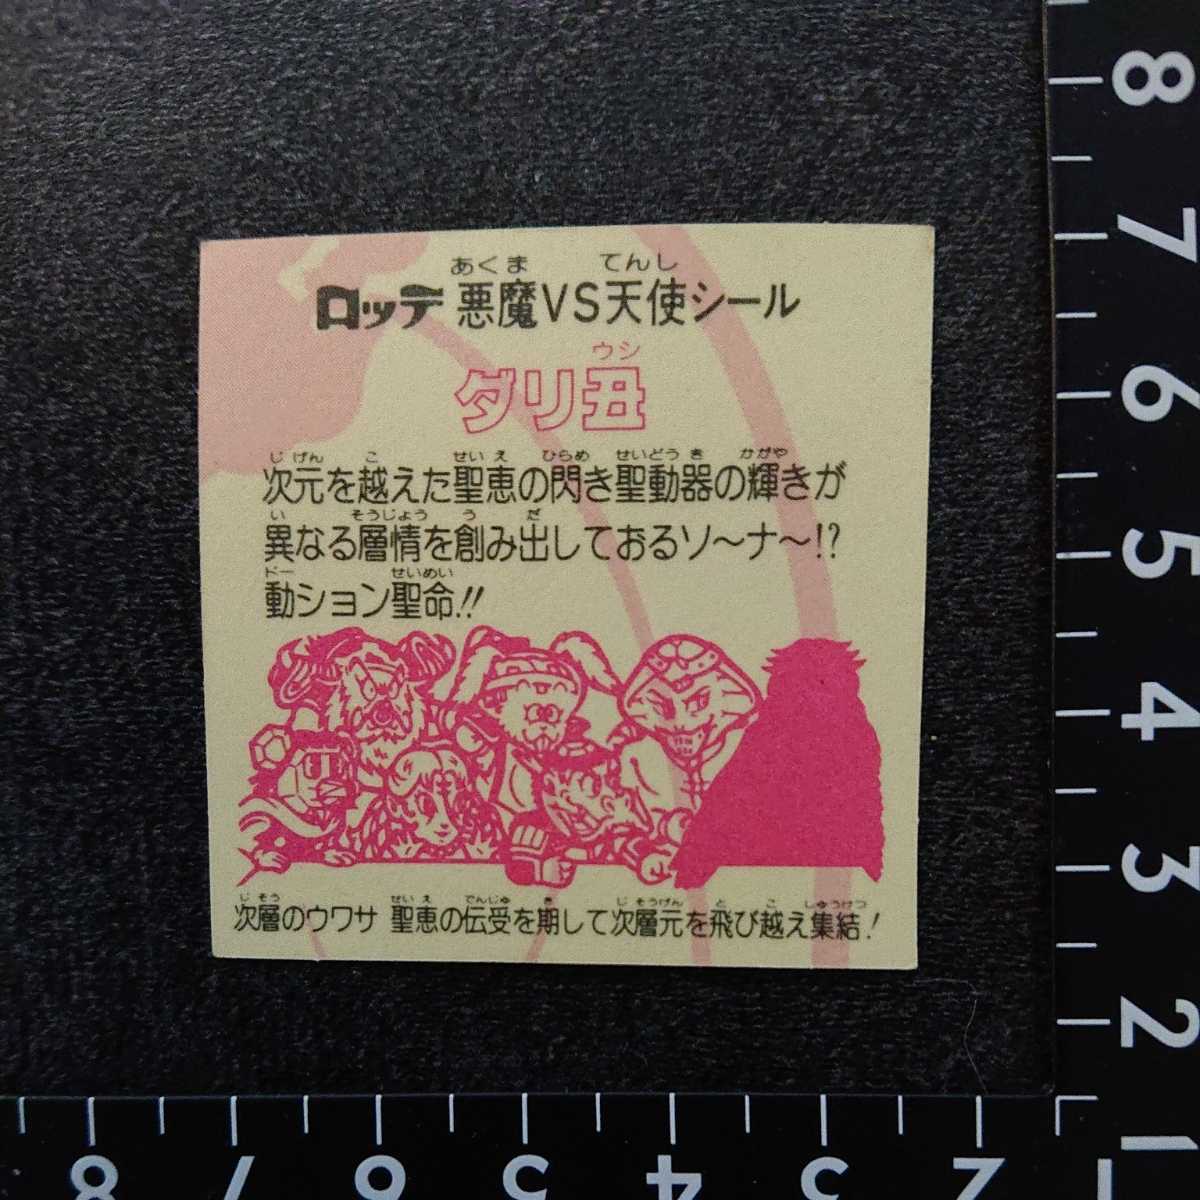 あくま てんし
ロッテ 悪魔VS天使シール
ウシ
ダリ丑
じげん こ せいえ ひらめ せいどうき かがや
次元を越えた聖恵の閃き聖動器の輝きが
い そうじょう う だ
異なる層情を創み出しておるソ〜ナ〜!?
ドー せいめい
動ション聖命!!
じそう せいえ でんじゅ き じそうげん と こ しゅうけつ
次層のウワサ 聖恵の伝受を期して次層元を飛び越え集結!
8
7
6
5
4
3
2
1
8 7 6 5 4 3 2 1